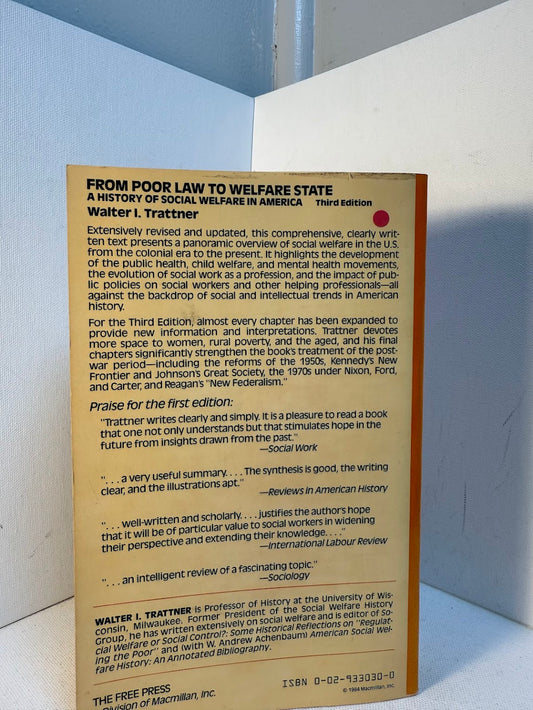 FROM POOR LAW TO WELFARE STATE
A HISTORY OF SOCIAL WELFARE IN AMERICA Third Edition
Walter I. Trattner
Extensively revised and updated, this comprehensive, clearly writ-
ten text presents a panoramic overview of social welfare in the U.S.
from the colonial era to the present. It highlights the development
of the public health, child welfare, and mental health movements,
the evolution of social work as a profession, and the impact of pub-
lic policies on social workers and other helping professionals—all
against the backdrop of social and intellectual trends in American
history.
For the Third Edition, almost every chapter has been expanded to
provide new information and interpretations. Trattner devotes
more space to women, rural poverty, and the aged, and his final
chapters significantly strengthen the book's treatment of the post-
war period—including the reforms of the 1950s, Kennedy's New
Frontier and Johnson's Great Society, the 1970s under Nixon, Ford,
and Carter, and Reagan's "New Federalism."
Praise for the first edition:
"Trattner writes clearly and simply. It is a pleasure to read a book
that one not only understands but that stimulates hope in the
future from insights drawn from the past."
—Social Work
". . . a very useful summary. . . . The synthesis is good, the writing
clear, and the illustrations apt."
—Reviews in American History
". . . well-written and scholarly. . . . justifies the author's hope
that it will be of particular value to social workers in widening
their perspective and extending their knowledge. . . ."
—International Labour Review
". . . an intelligent review of a fascinating topic."
—Sociology
WALTER I. TRATTNER is Professor of History at the University of Wis-
consin, Milwaukee. Former President of the Social Welfare History
Group, he has written extensively on social welfare and is editor of So-
cial Welfare or Social Control?: Some Historical Reflections on "Regulat-
ing the Poor" and (with W. Andrew Achenbaum) American Social Wel-
fare History: An Annotated Bibliography.
THE FREE PRESS
Division of Macmillan, Inc.
ISBN 0-02-933030-0
© 1984 Macmillan, Inc.